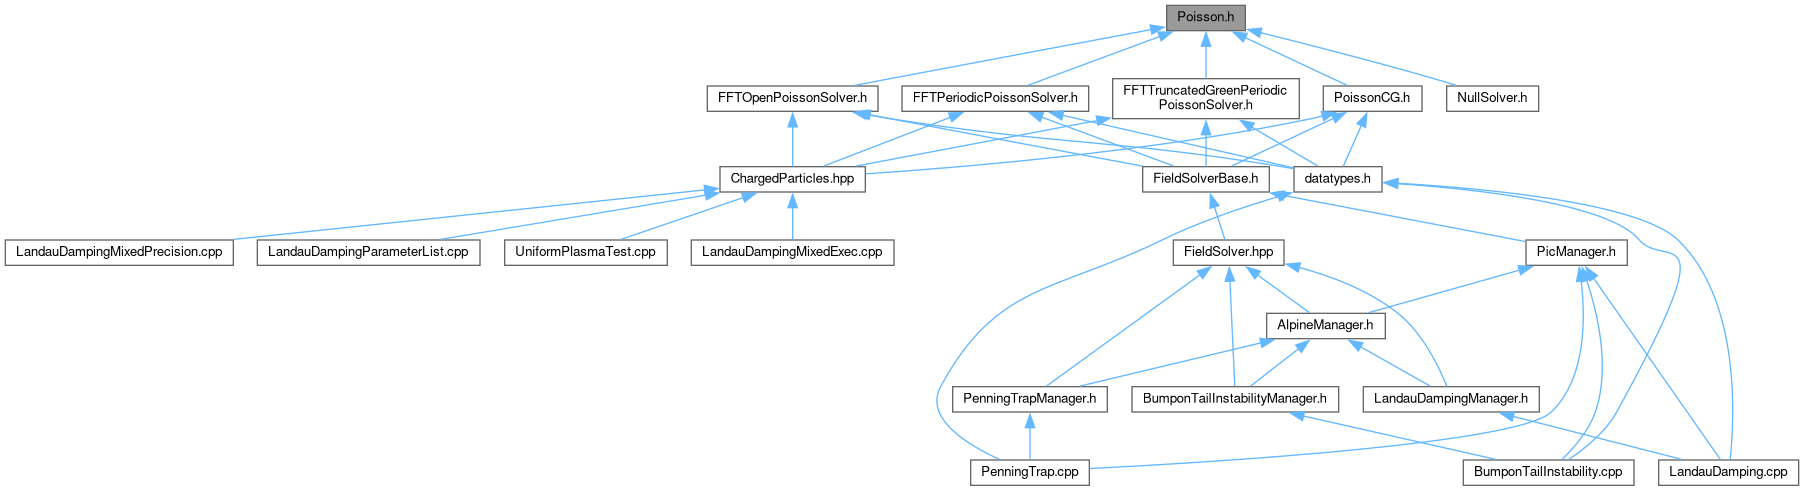 Poisson.h
FFTOpenPoissonSolver.h
FFTPeriodicPoissonSolver.h
FFTTruncatedGreenPeriodic
PoissonSolver.h
PoissonCG.h
NullSolver.h
ChargedParticles.hpp
FieldSolverBase.h
datatypes.h
LandauDampingMixedPrecision.cpp
LandauDampingParameterList.cpp
UniformPlasmaTest.cpp
LandauDampingMixedExec.cpp
FieldSolver.hpp
PicManager.h
AlpineManager.h
PenningTrapManager.h
BumponTailInstabilityManager.h
LandauDampingManager.h
PenningTrap.cpp
BumponTailInstability.cpp
LandauDamping.cpp